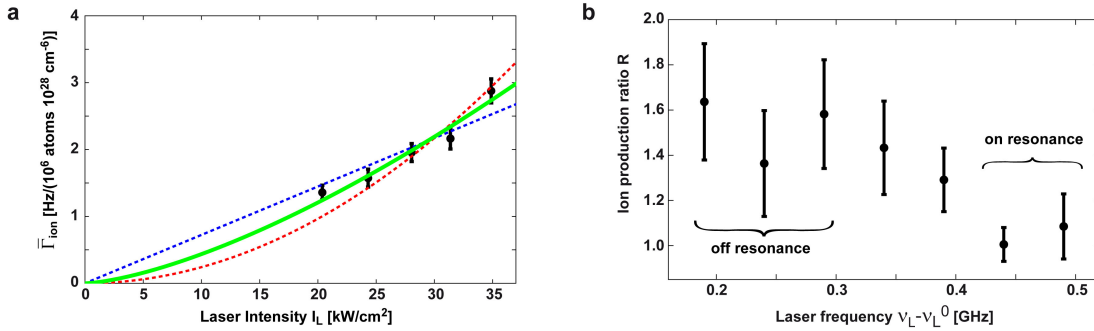 a
Γ̅ion [Hz/(10⁶ atoms 10²⁸ cm⁻⁶)]
4
3
2
1
0
0 5 10 15 20 25 30 35
Laser Intensity IL [kW/cm²]
b
Ion production ratio R
2.0
1.8
1.6
1.4
1.2
1.0
on resonance
off resonance
0.2 0.3 0.4 0.5
Laser frequency νL-νL⁰ [GHz]